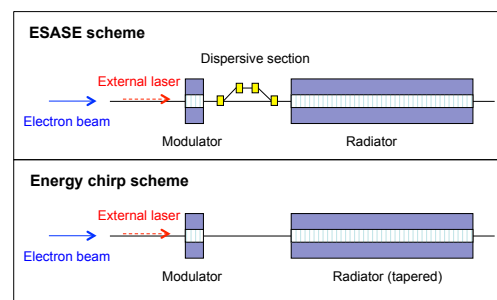 ESASE scheme
Dispersive section
External laser
Electron beam
Modulator
Radiator
Energy chirp scheme
External laser
Electron beam
Modulator
Radiator (tapered)